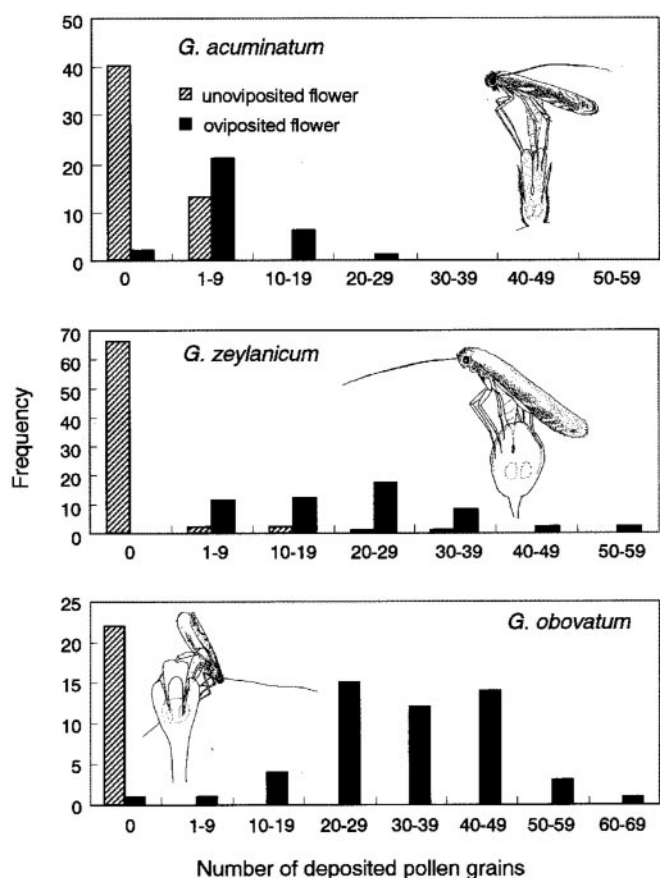 G. acuminatum
unoviposited flower
oviposited flower
50
40
30
20
10
0
0 1-9 10-19 20-29 30-39 40-49 50-59
G. zeylanicum
70
60
50
40
30
20
10
0
0 1-9 10-19 20-29 30-39 40-49 50-59
Frequency
G. obovatum
25
20
15
10
5
0
0 1-9 10-19 20-29 30-39 40-49 50-59 60-69
Number of deposited pollen grains